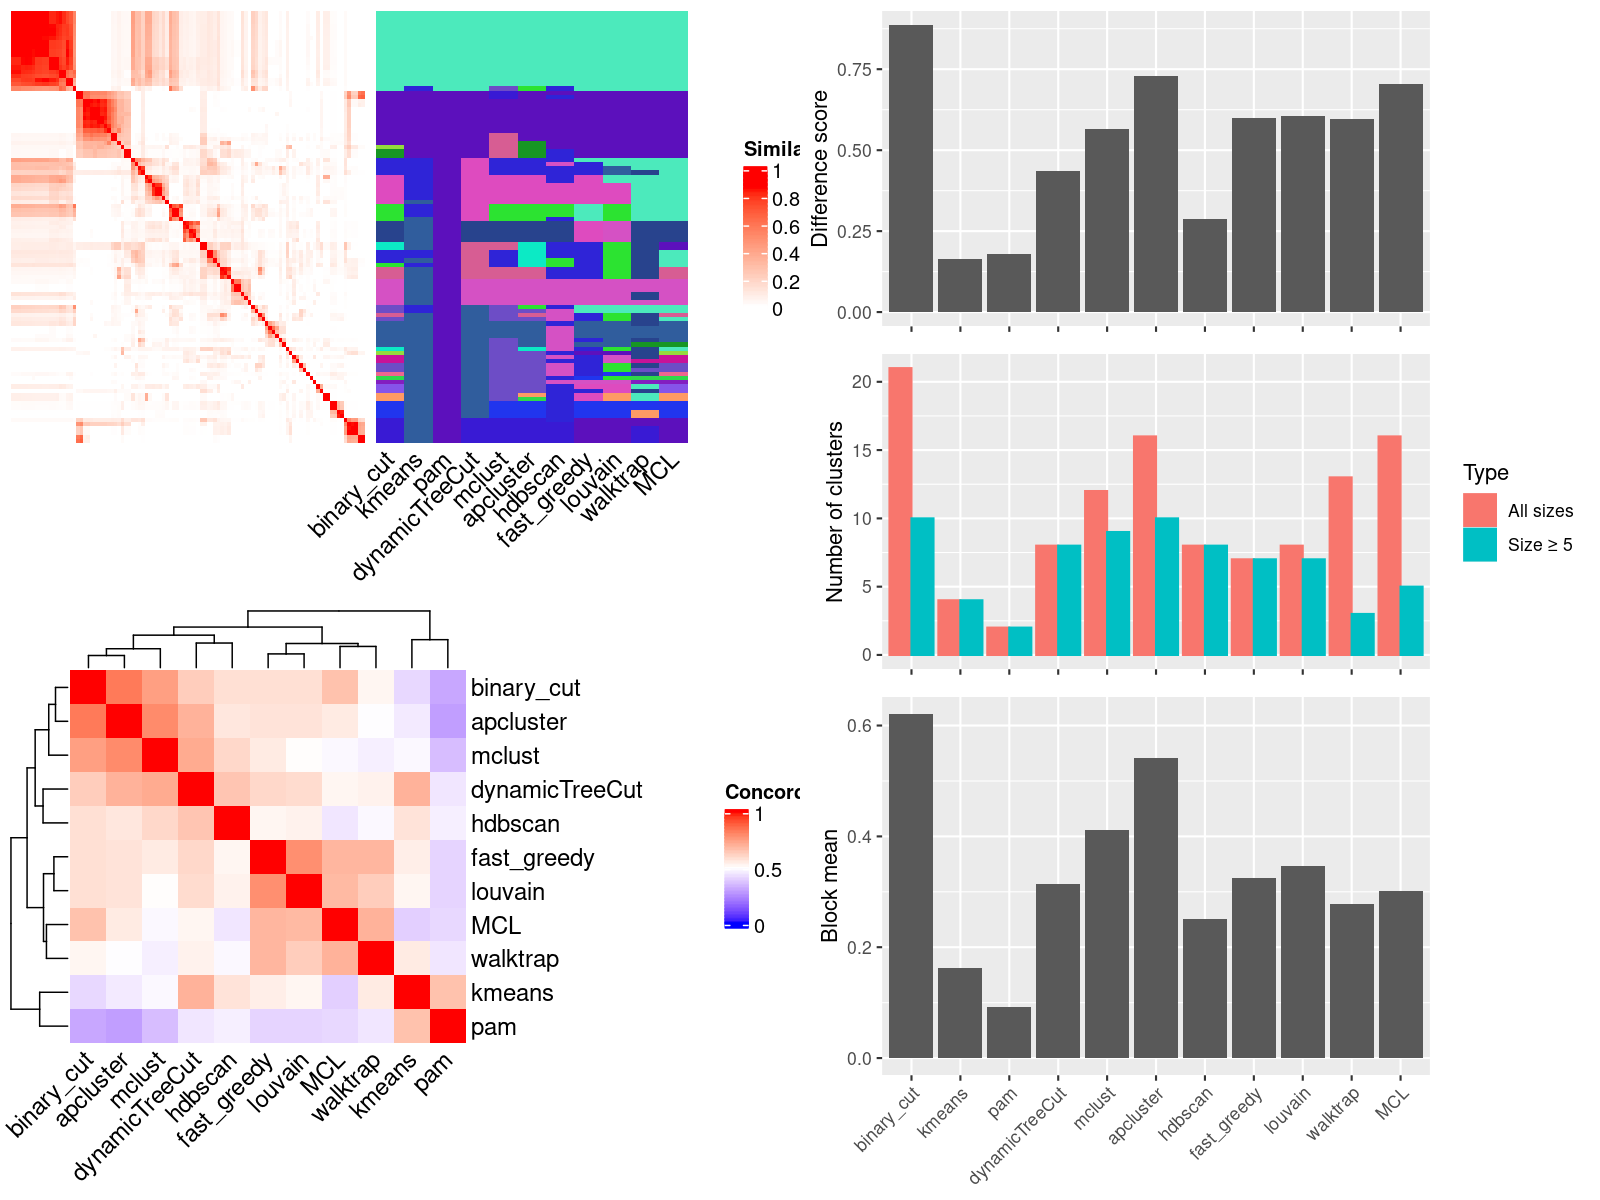 Simila
1
0.8
0.6
0.4
0.2
0
binary_cut
kmeans
pam
dynamicTreeCut
mclust
apcluster
hdbscan
fast_greedy
louvain
walktrap
MCL
binary_cut
apcluster
mclust
dynamicTreeCut
hdbscan
fast_greedy
louvain
MCL
walktrap
kmeans
pam
binary_cut
apcluster
mclust
dynamicTreeCut
hdbscan
fast_greedy
louvain
MCL
walktrap
kmeans
pam
Concord
1
0.5
0
Difference score
0.75
0.50
0.25
0.00
Number of clusters
20
15
10
5
0
Type
All sizes
Size ≥ 5
Block mean
0.6
0.4
0.2
0.0
binary_cut
kmeans
pam
dynamicTreeCut
mclust
apcluster
hdbscan
fast_greedy
louvain
walktrap
MCL